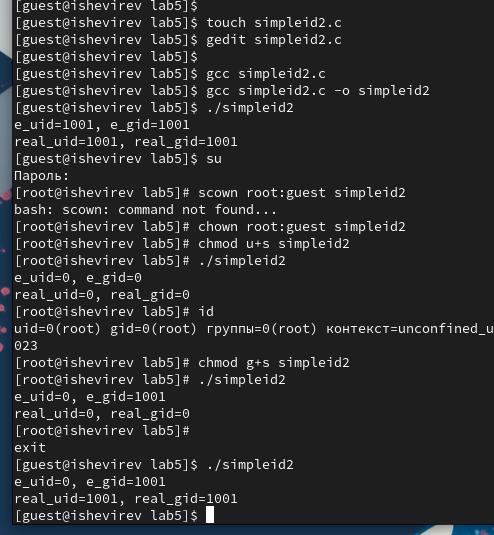 [guest@ishevirev lab5]$
[guest@ishevirev lab5]$ touch simpleid2.c
[guest@ishevirev lab5]$ gedit simpleid2.c
[guest@ishevirev lab5]$
[guest@ishevirev lab5]$ gcc simpleid2.c
[guest@ishevirev lab5]$ gcc simpleid2.c -o simpleid2
[guest@ishevirev lab5]$ ./simpleid2
e_uid=1001, e_gid=1001
real_uid=1001, real_gid=1001
[guest@ishevirev lab5]$ su
Пароль:
[root@ishevirev lab5]# scown root:guest simpleid2
bash: scown: command not found...
[root@ishevirev lab5]# chown root:guest simpleid2
[root@ishevirev lab5]# chmod u+s simpleid2
[root@ishevirev lab5]# ./simpleid2
e_uid=0, e_gid=0
real_uid=0, real_gid=0
[root@ishevirev lab5]# id
uid=0(root) gid=0(root) группы=0(root) контекст=unconfined_u
023
[root@ishevirev lab5]# chmod g+s simpleid2
[root@ishevirev lab5]# ./simpleid2
e_uid=0, e_gid=1001
real_uid=0, real_gid=0
[root@ishevirev lab5]#
exit
[guest@ishevirev lab5]$ ./simpleid2
e_uid=0, e_gid=1001
real_uid=1001, real_gid=1001
[guest@ishevirev lab5]$